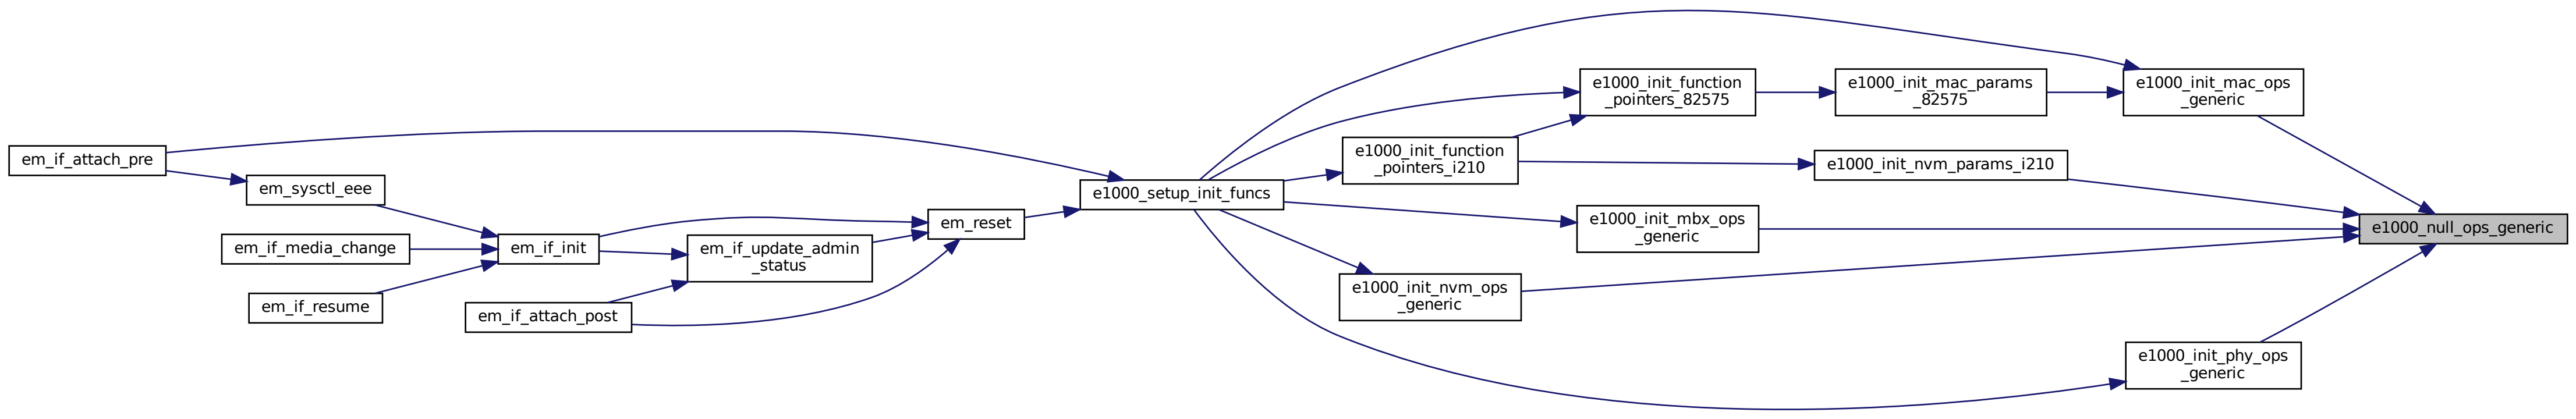 em_if_attach_pre
em_sysctl_eee
em_if_media_change
em_if_resume
em_if_init
em_if_attach_post
em_if_update_admin
_status
em_reset
e1000_setup_init_funcs
e1000_init_function
_pointers_i210
e1000_init_nvm_ops
_generic
e1000_init_function
_pointers_82575
e1000_init_mbx_ops
_generic
e1000_init_mac_params
_82575
e1000_init_nvm_params_i210
e1000_init_mac_ops
_generic
e1000_init_phy_ops
_generic
e1000_null_ops_generic